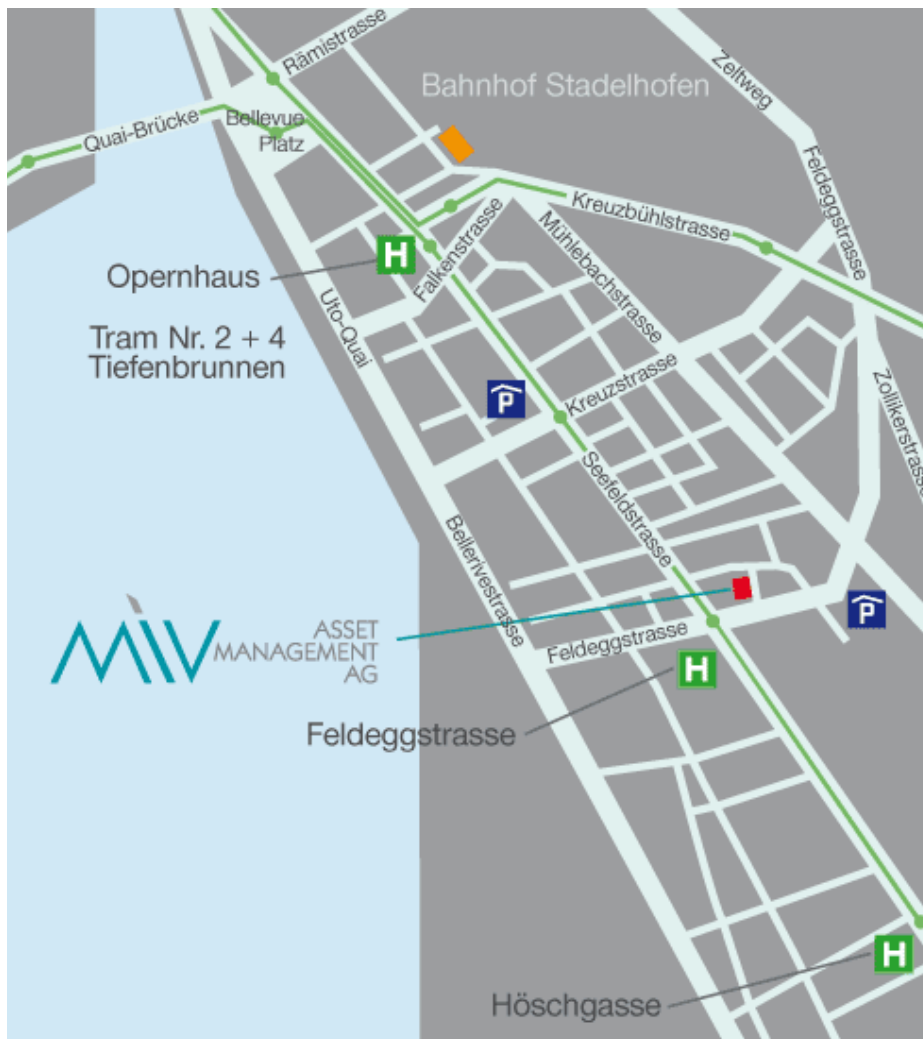 Rämistrasse
Zeltweg
Bahnhof Stadelhofen
Quai-Brücke
Bellevue
Platz
Feldeggstrasse
Kreuzbühlstrasse
Mühlebachstrasse
Falkenstrasse
H
Opernhaus
Uto-Quai
Tram Nr. 2 + 4
Tiefenbrunnen
Kreuzstrasse
P
Zollikerstrasse
Seefeldstrasse
Bellerivestrasse
MIV
ASSET
MANAGEMENT
AG
P
Feldeggstrasse
H
Feldeggstrasse
H
Höschgasse